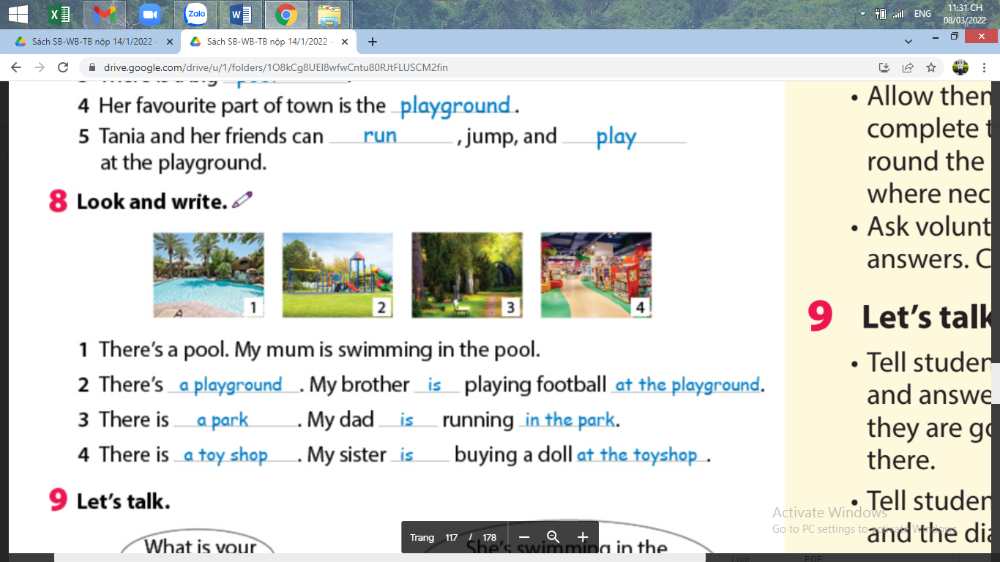 Zalo
ENG
11:31 CH
08/03/2022
Sách SB-WB-TB nộp 14/1/2022 -
Sách SB-WB-TB nộp 14/1/2022 -
drive.google.com/drive/u/1/folders/1O8kCg8UEl8wfwCntu80RJtFLUSCM2fin
3 There is a big pool.
4 Her favourite part of town is the playground.
5 Tania and her friends can run, jump, and play
at the playground.
8 Look and write.
1
2
3
4
1 There's a pool. My mum is swimming in the pool.
2 There's a playground. My brother is playing football at the playground.
3 There is a park. My dad is running in the park.
4 There is a toy shop. My sister is buying a doll at the toyshop.
9 Let's talk.
What is your
She's swimming in the
• Allow then
complete t
round the
where nec
• Ask volunt
answers. C
9 Let's talk
• Tell studen
and answe
they are go
there.
• Tell studen
and the dia
Activate Windows
Go to PC settings to activate Windows.
Trang 117 / 178
Loại
PDF